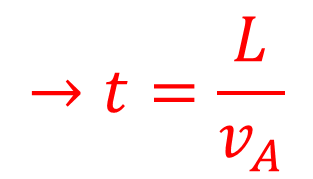 → t = L / v_A